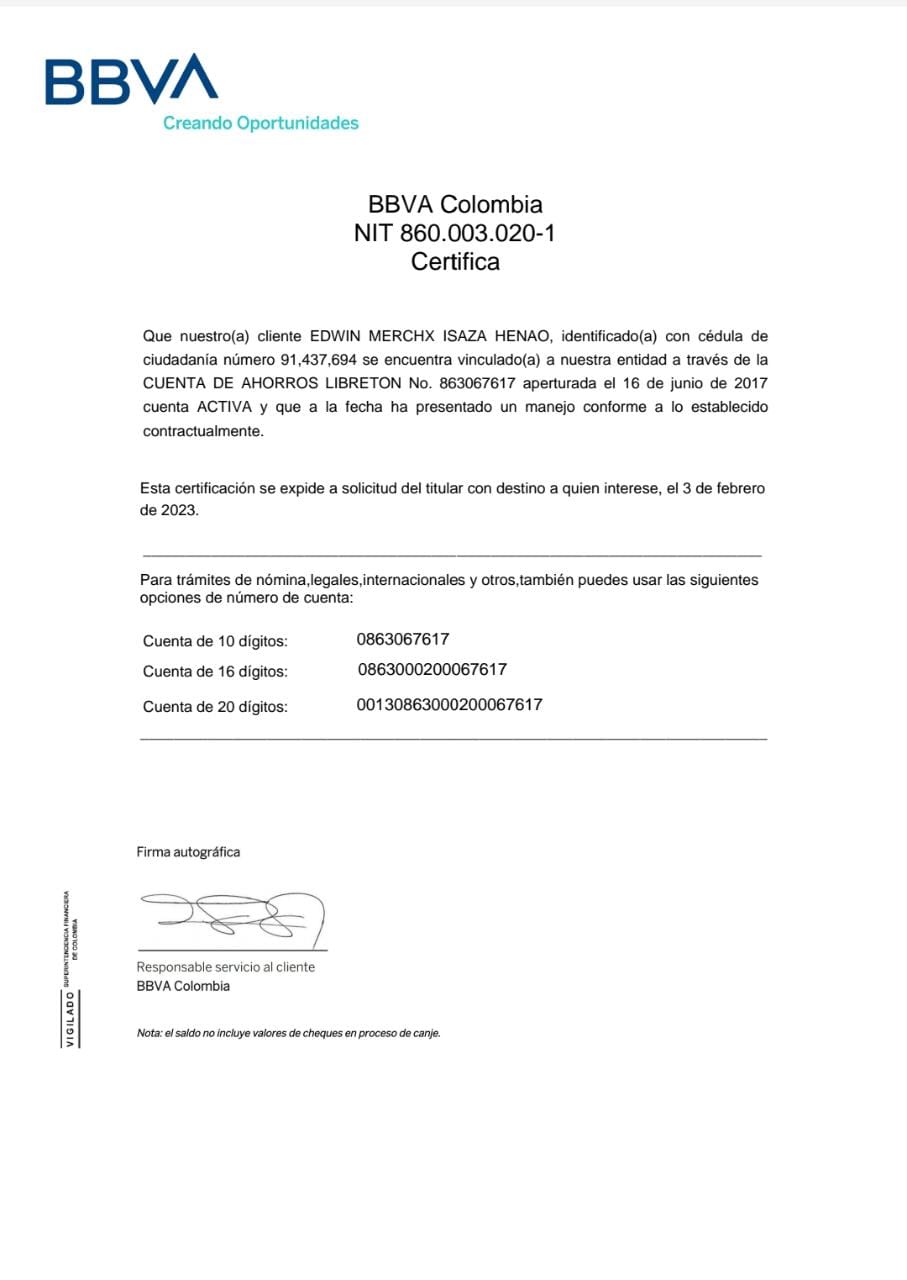 BBVA
Creando Oportunidades
BBVA Colombia
NIT 860.003.020-1
Certifica
Que nuestro(a) cliente EDWIN MERCHX ISAZA HENAO, identificado(a) con cédula de
ciudadanía número 91,437,694 se encuentra vinculado(a) a nuestra entidad a través de la
CUENTA DE AHORROS LIBRETON No. 863067617 aperturada el 16 de junio de 2017
cuenta ACTIVA y que a la fecha ha presentado un manejo conforme a lo establecido
contractualmente.
Esta certificación se expide a solicitud del titular con destino a quien interese, el 3 de febrero
de 2023.
Para trámites de nómina,legales,internacionales y otros,también puedes usar las siguientes
opciones de número de cuenta:
Cuenta de 10 dígitos: 0863067617
Cuenta de 16 dígitos: 0863000200067617
Cuenta de 20 dígitos: 00130863000200067617
Firma autográfica
Responsable servicio al cliente
BBVA Colombia
Nota: el saldo no incluye valores de cheques en proceso de canje.
VIGILADO SUPERINTENDENCIA FINANCIERA
DE COLOMBIA